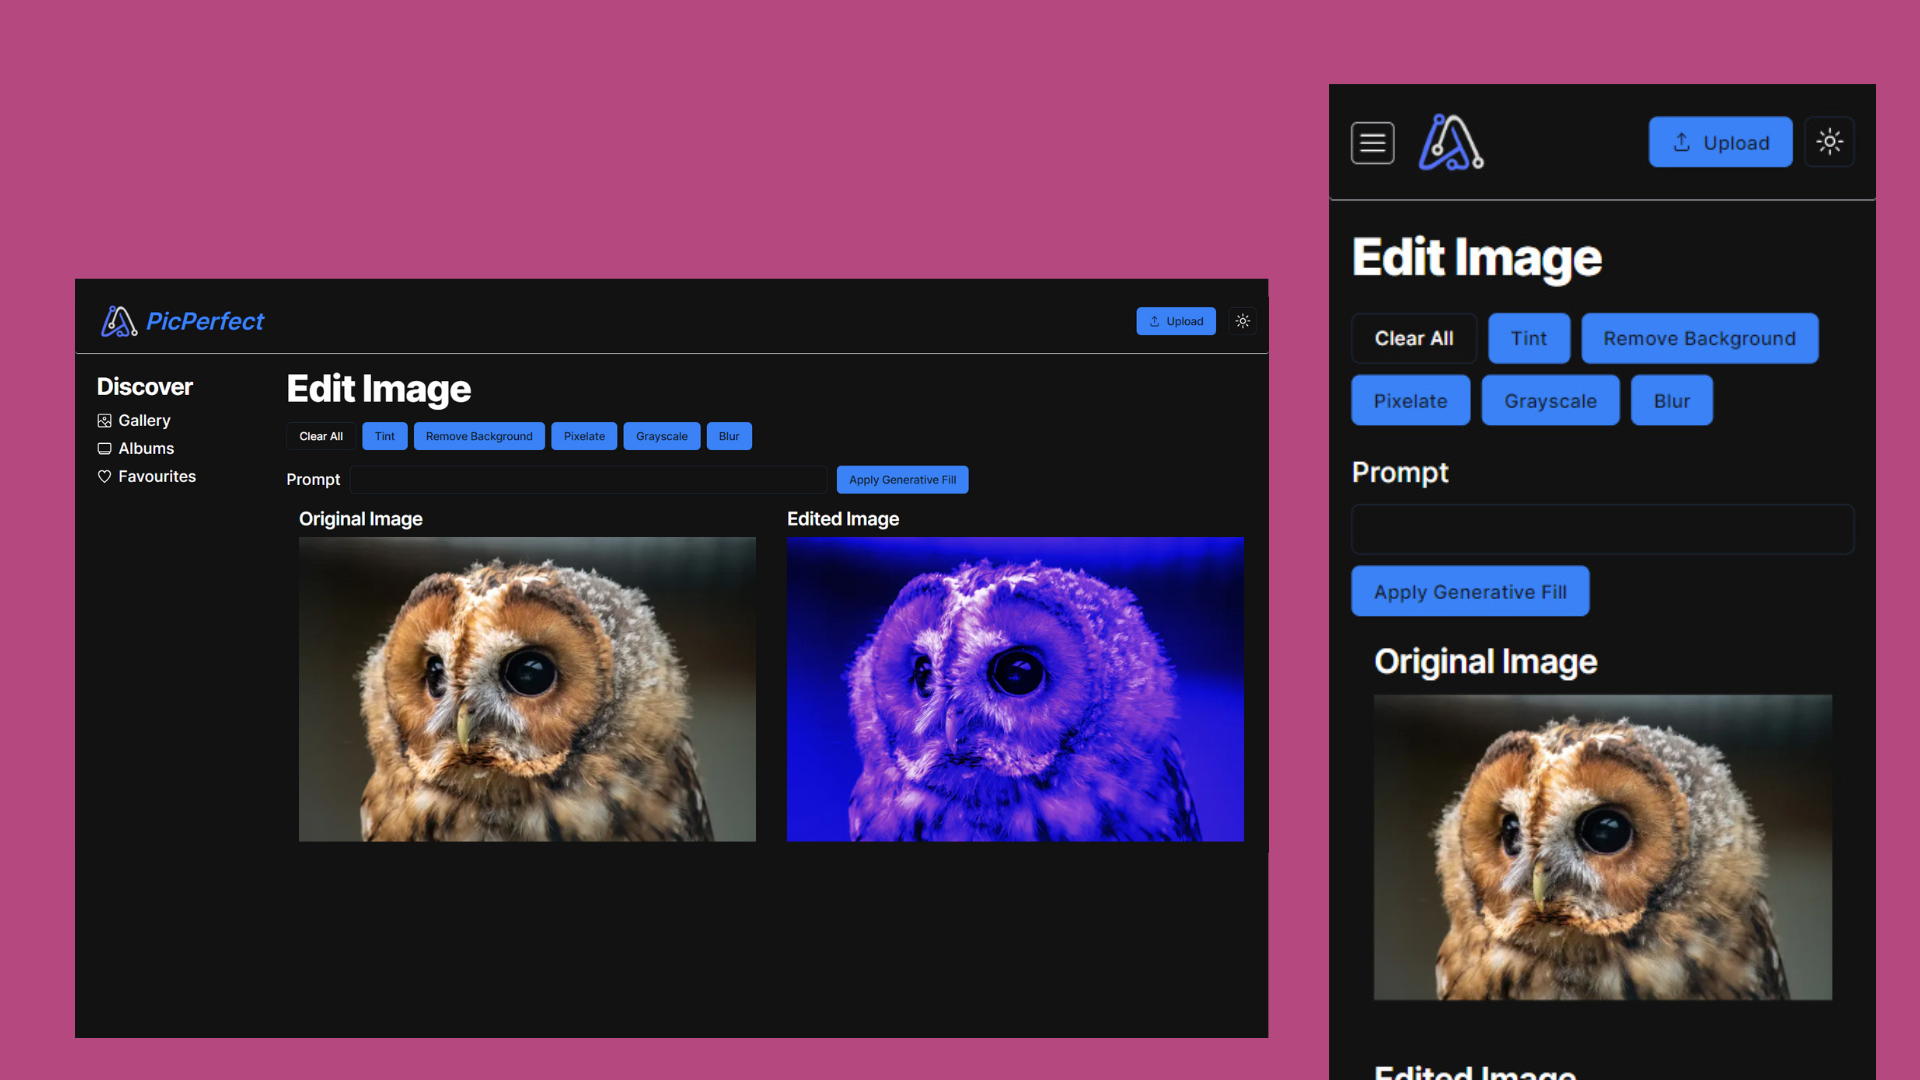 PicPerfect
Upload
Discover
Gallery
Albums
Favourites
Edit Image
Clear All Tint Remove Background Pixelate Grayscale Blur
Prompt Apply Generative Fill
Original Image Edited Image
Upload
Edit Image
Clear All Tint Remove Background
Pixelate Grayscale Blur
Prompt
Apply Generative Fill
Original Image
Edited Image